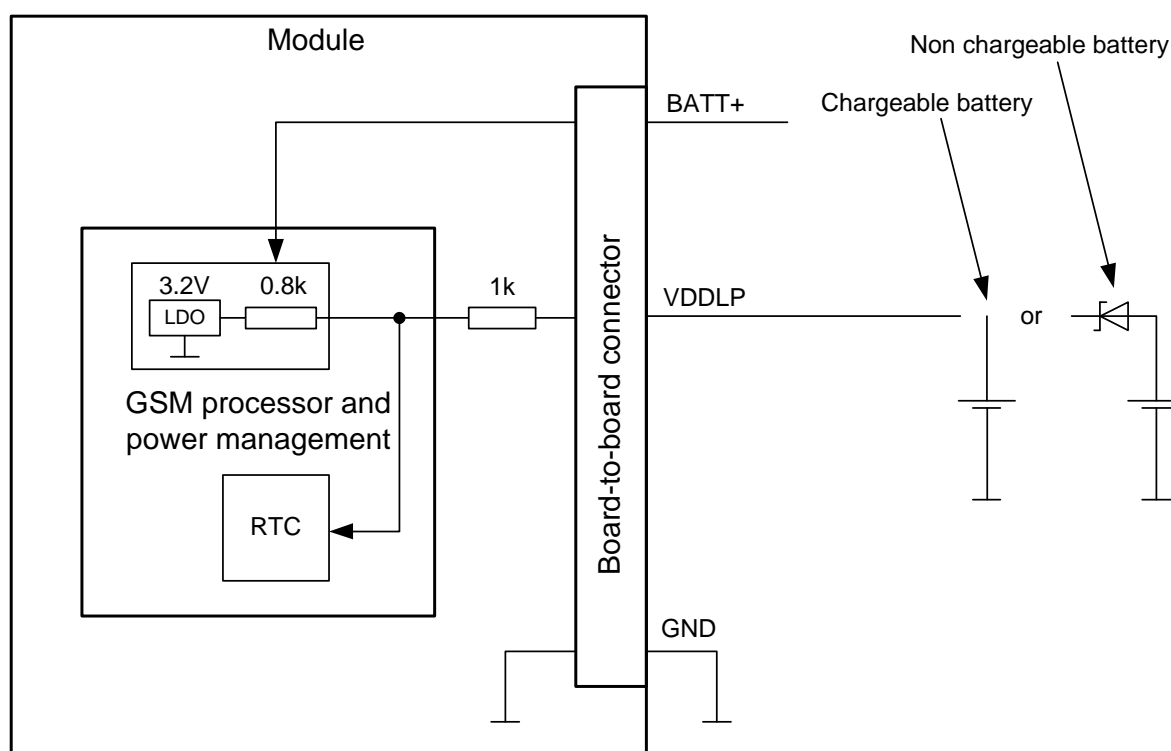 Module
Non chargeable battery
BATT+
Chargeable battery
3.2V
0.8k
1k
VDDLP
LDO
or
GSM processor and
power management
RTC
Board-to-board connector
GND